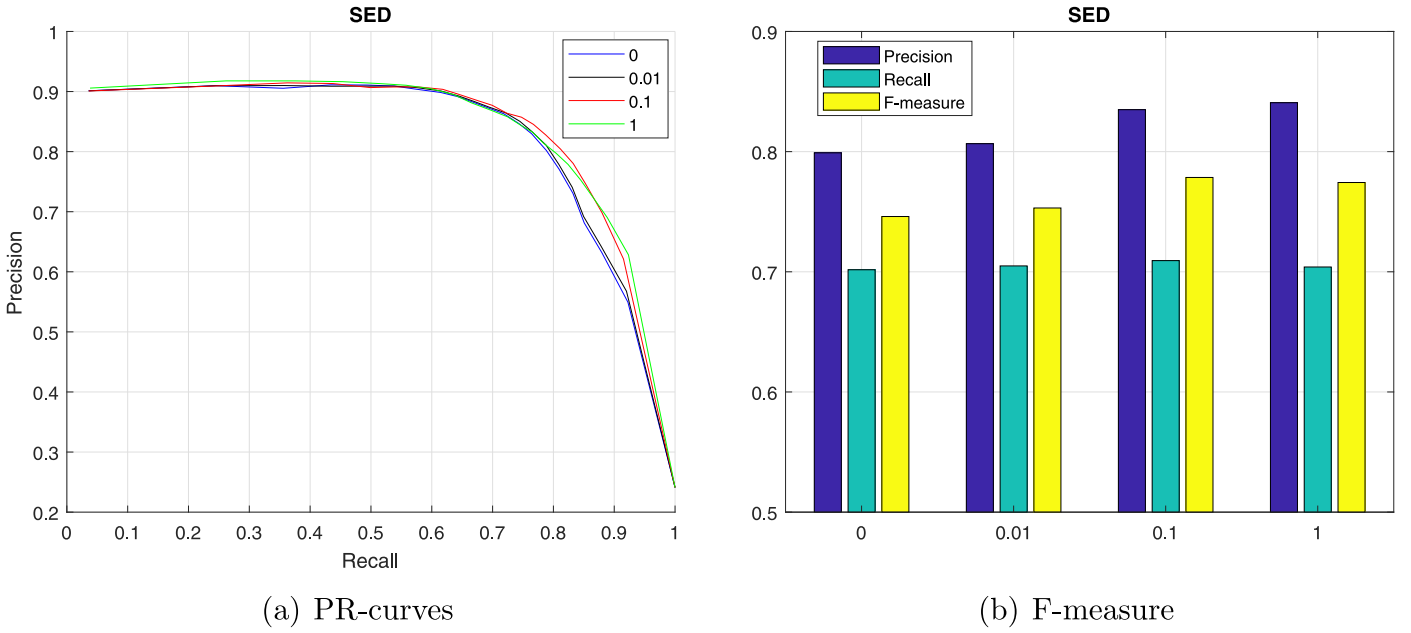 SED
1
0.9
0.8
0.7
0.6
0.5
0.4
0.3
0.2
Precision
0
0.01
0.1
1
0 0.1 0.2 0.3 0.4 0.5 0.6 0.7 0.8 0.9 1
Recall
(a) PR-curves
SED
0.9
0.8
0.7
0.6
0.5
Precision
Recall
F-measure
0 0.01 0.1 1
(b) F-measure